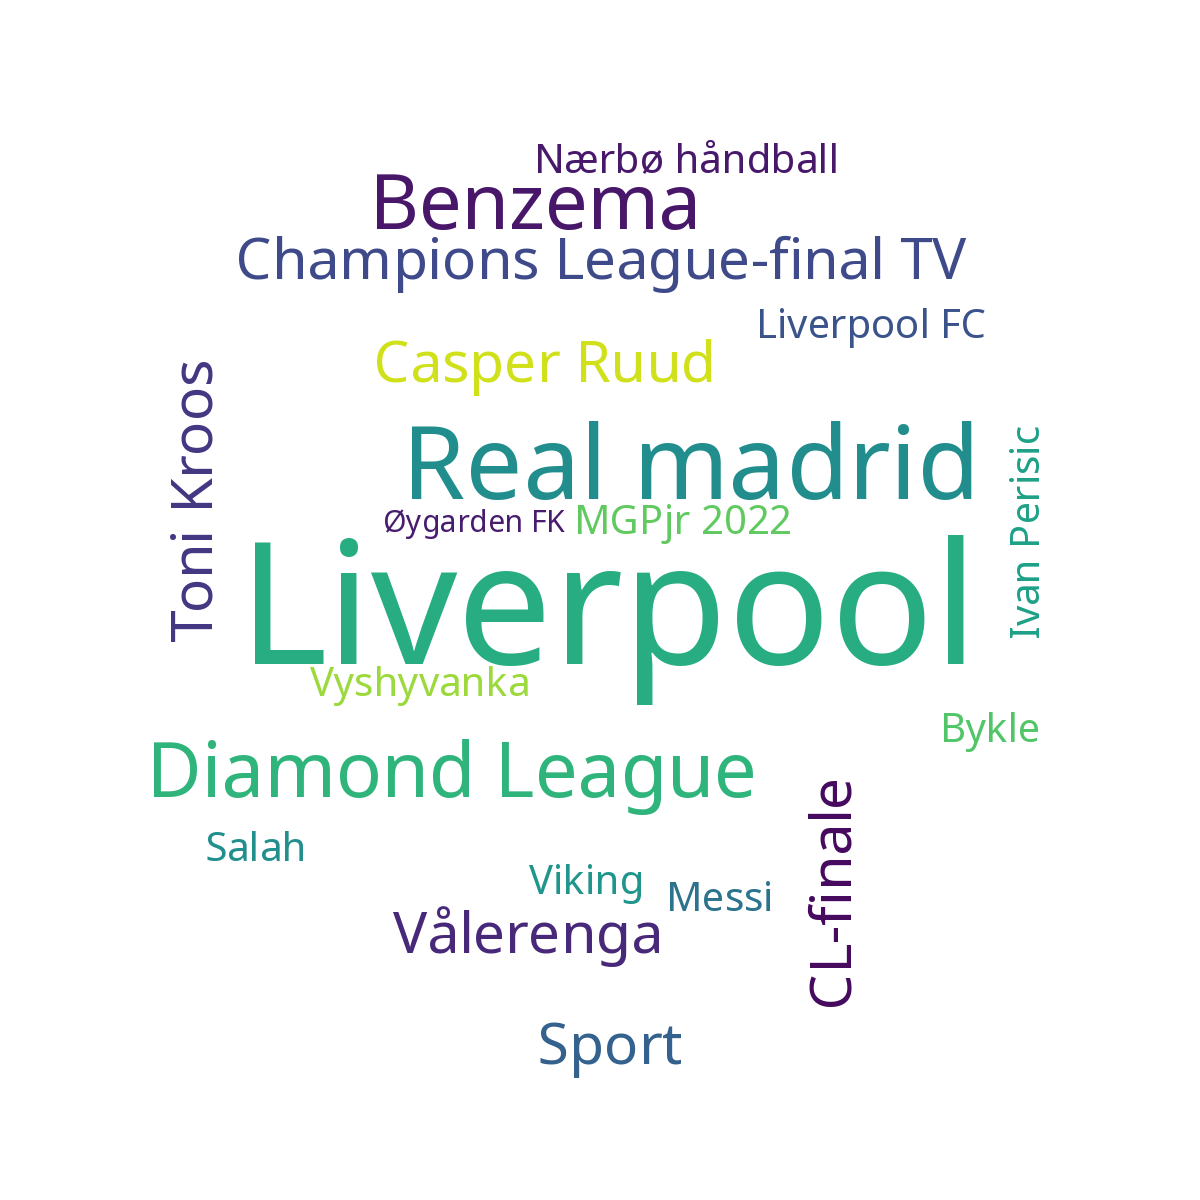 Nærbø håndball
Benzema
Champions League-final TV
Liverpool FC
Casper Ruud
Toni Kroos
Real madrid
Ivan Perisic
Øygarden FK
MGPjr 2022
Liverpool
Vyshyvanka
Bykle
Diamond League
CL-finale
Salah
Viking
Messi
Vålerenga
Sport